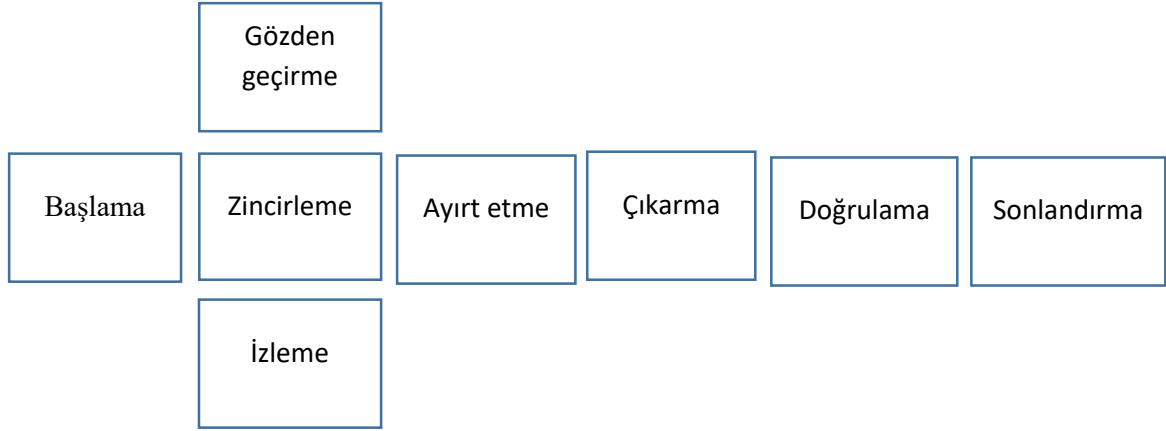 Gözden
geçirme
Başlama
Zincirleme
Ayırt etme
Çıkarma
Doğrulama
Sonlandırma
İzleme